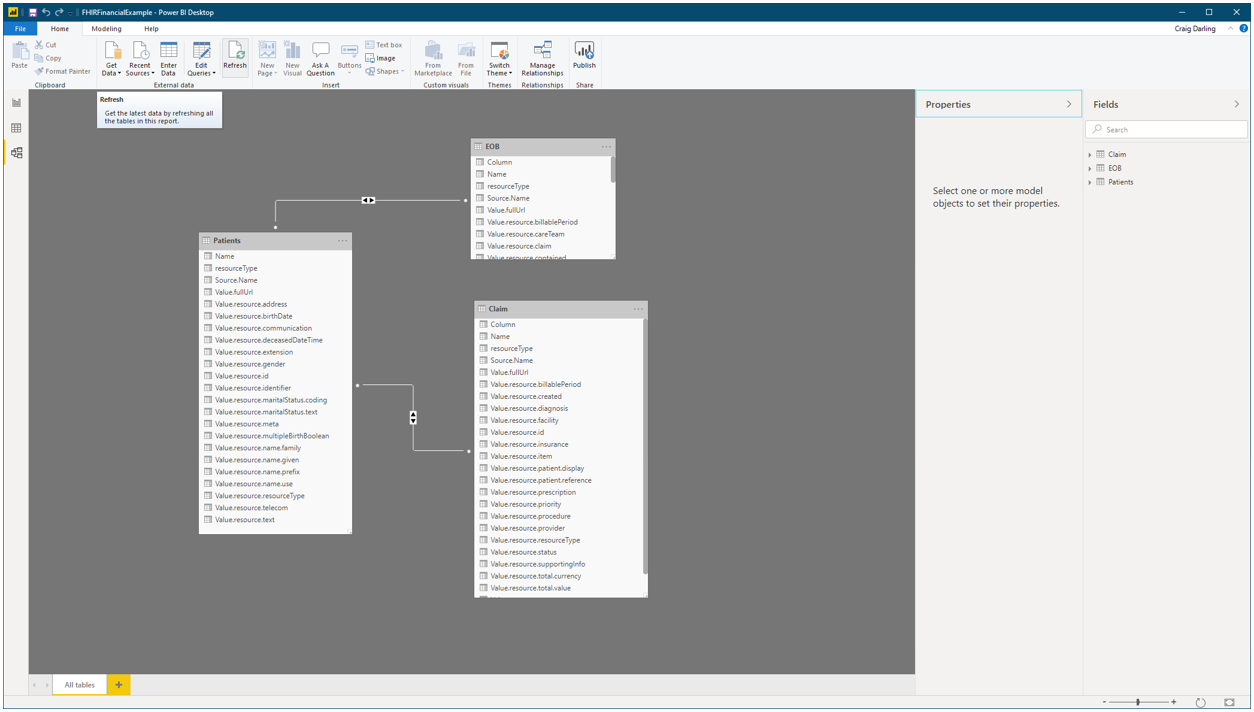 FHIRFinancialExample - Power BI Desktop
File Home Modeling Help Craig Darling
Paste
Cut
Copy
Format Painter
Clipboard
Get Data
Recent Sources
Enter Data
Edit Queries
Refresh
External data
New Page
New Visual
Ask A Question
Buttons
Text box
Image
Shapes
Insert
From Marketplace
From File
Custom visuals
Switch Theme
Themes
Manage Relationships
Relationships
Publish
Share
Refresh
Get the latest data by refreshing all
the tables in this report.
EOB
Column
Name
resourceType
Source.Name
Value.fullUrl
Value.resource.billablePeriod
Value.resource.careTeam
Value.resource.claim
Value.resource.contained
Patients
Name
resourceType
Source.Name
Value.fullUrl
Value.resource.address
Value.resource.birthDate
Value.resource.communication
Value.resource.deceasedDateTime
Value.resource.extension
Value.resource.gender
Value.resource.id
Value.resource.identifier
Value.resource.maritalStatus.coding
Value.resource.maritalStatus.text
Value.resource.meta
Value.resource.multipleBirthBoolean
Value.resource.name.family
Value.resource.name.given
Value.resource.name.prefix
Value.resource.name.use
Value.resource.resourceType
Value.resource.telecom
Value.resource.text
Claim
Column
Name
resourceType
Source.Name
Value.fullUrl
Value.resource.billablePeriod
Value.resource.created
Value.resource.diagnosis
Value.resource.facility
Value.resource.id
Value.resource.insurance
Value.resource.item
Value.resource.patient.display
Value.resource.patient.reference
Value.resource.prescription
Value.resource.priority
Value.resource.procedure
Value.resource.provider
Value.resource.resourceType
Value.resource.status
Value.resource.supportingInfo
Value.resource.total.currency
Value.resource.total.value
Properties
Select one or more model
objects to set their properties.
Fields
Search
Claim
EOB
Patients
All tables